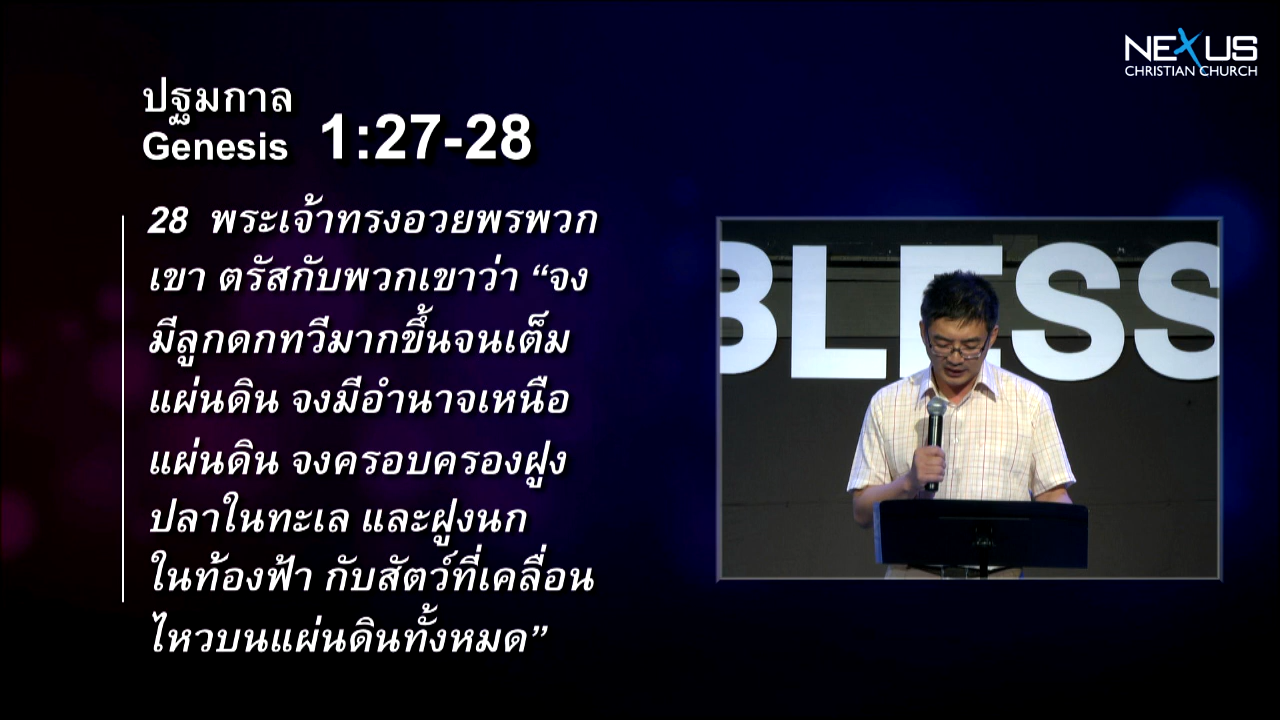 NEXUS
CHRISTIAN CHURCH
ปฐมกาล
Genesis 1:27-28
28 พระเจ้าทรงอวยพรพวก
เขา ตรัสกับพวกเขาว่า “จง
มีลูกดกทวีมากขึ้นจนเต็ม
แผ่นดิน จงมีอำนาจเหนือ
แผ่นดิน จงครอบครองฝูง
ปลาในทะเล และฝูงนก
ในท้องฟ้า กับสัตว์ที่เคลื่อน
ไหวบนแผ่นดินทั้งหมด”
BLESS